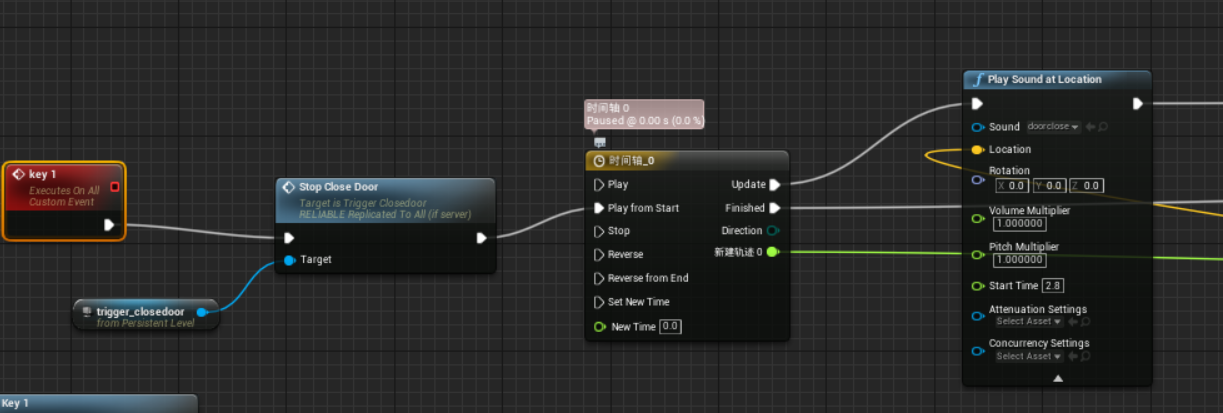 key 1
Executes On All
Custom Event
Stop Close Door
Target is Trigger Closedoor
RELIABLE Replicated To All (if server)
Target
trigger_closedoor
from Persistent Level
时间轴 0
Paused @ 0.00 s (0.0 %)
时间轴_0
Play
Update
Play from Start
Finished
Stop
Direction
Reverse
新建轨迹 0
Reverse from End
Set New Time
New Time 0.0
Play Sound at Location
Sound doorclose
Location
Rotation
X 0.0 Y 0.0 Z 0.0
Volume Multiplier
1.000000
Pitch Multiplier
1.000000
Start Time 2.8
Attenuation Settings
Select Asset
Concurrency Settings
Select Asset
Key 1